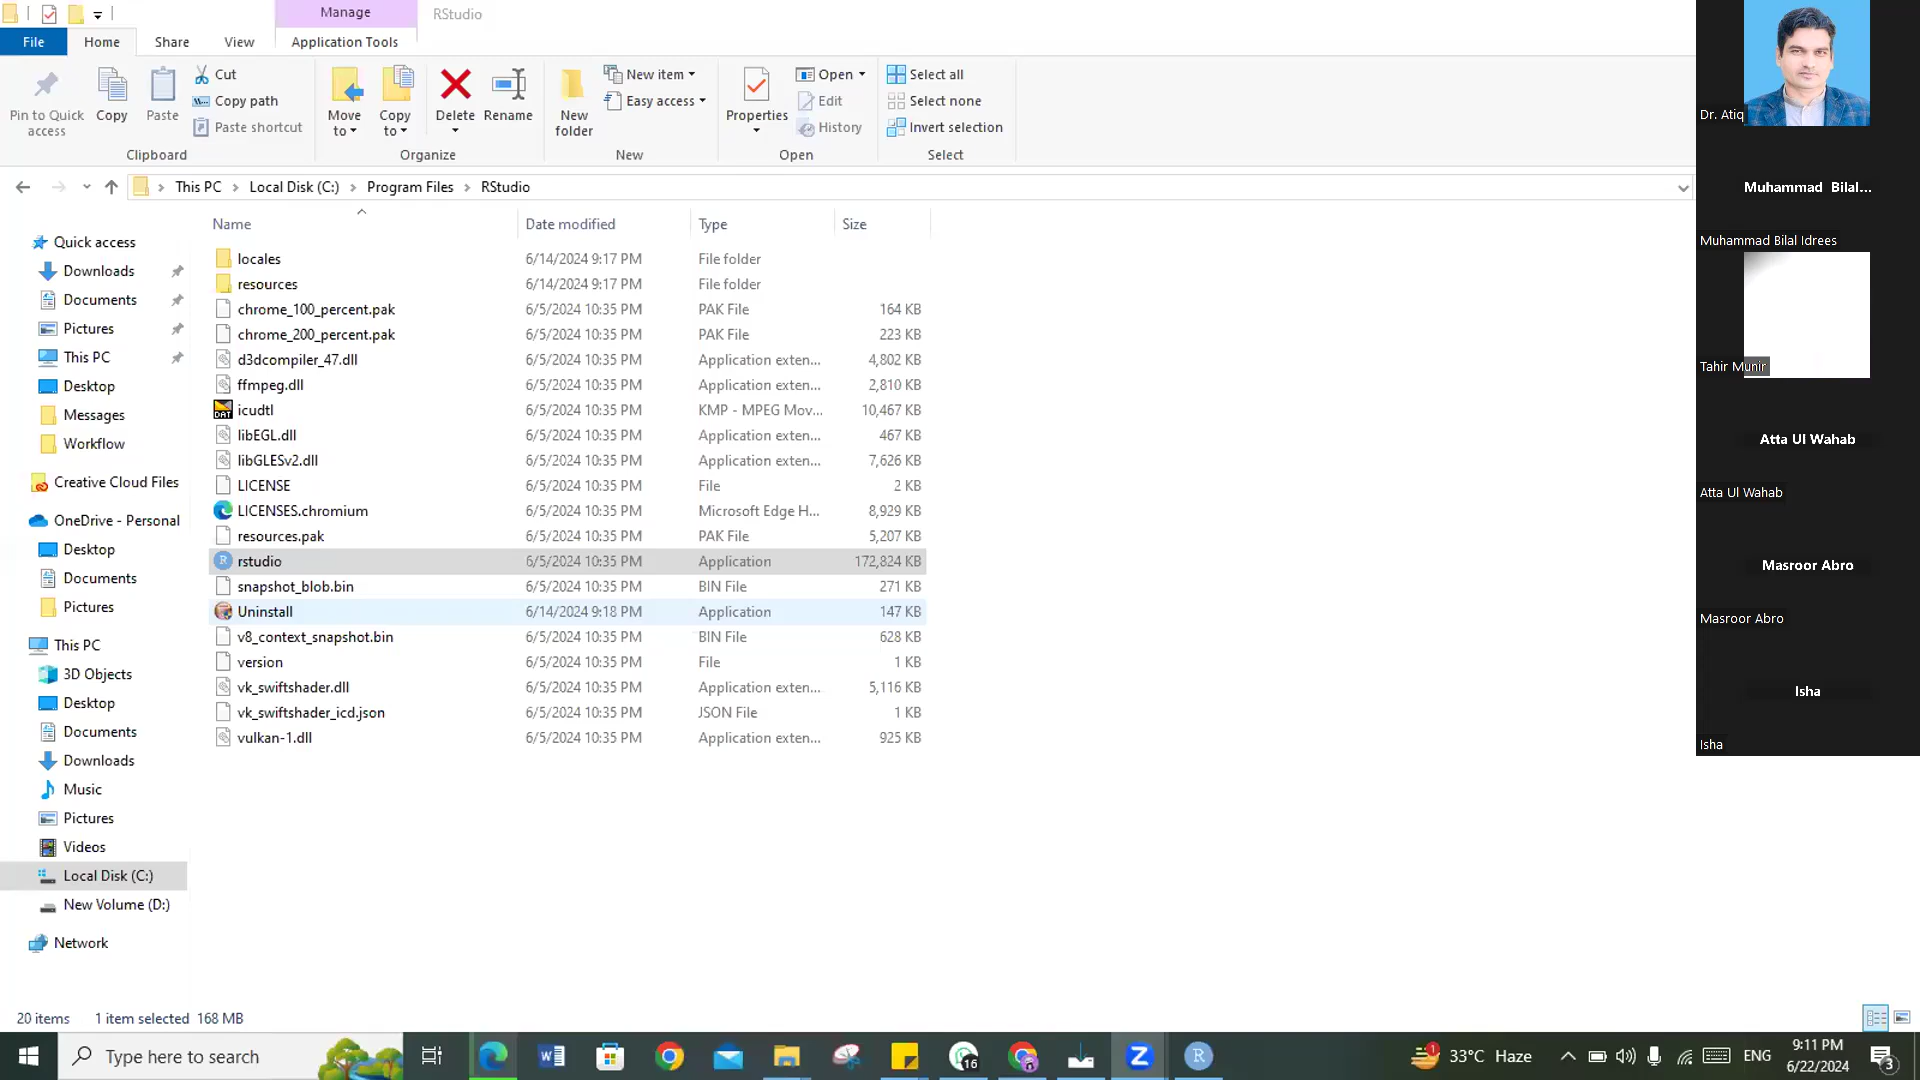 Manage
RStudio
File
Home
Share
View
Application Tools
Pin to Quick access
Copy
Paste
Cut
Copy path
Paste shortcut
Clipboard
Move to
Copy to
Delete
Rename
Organize
New folder
New item
Easy access
New
Properties
Open
Edit
History
Open
Select all
Select none
Invert selection
Select
This PC > Local Disk (C:) > Program Files > RStudio
Name Date modified Type Size
locales 6/14/2024 9:17 PM File folder
resources 6/14/2024 9:17 PM File folder
chrome_100_percent.pak 6/5/2024 10:35 PM PAK File 164 KB
chrome_200_percent.pak 6/5/2024 10:35 PM PAK File 223 KB
d3dcompiler_47.dll 6/5/2024 10:35 PM Application exten... 4,802 KB
ffmpeg.dll 6/5/2024 10:35 PM Application exten... 2,810 KB
icudtl 6/5/2024 10:35 PM KMP - MPEG Mov... 10,467 KB
libEGL.dll 6/5/2024 10:35 PM Application exten... 467 KB
libGLESv2.dll 6/5/2024 10:35 PM Application exten... 7,626 KB
LICENSE 6/5/2024 10:35 PM File 2 KB
LICENSES.chromium 6/5/2024 10:35 PM Microsoft Edge H... 8,929 KB
resources.pak 6/5/2024 10:35 PM PAK File 5,207 KB
rstudio 6/5/2024 10:35 PM Application 172,824 KB
snapshot_blob.bin 6/5/2024 10:35 PM BIN File 271 KB
Uninstall 6/14/2024 9:18 PM Application 147 KB
v8_context_snapshot.bin 6/5/2024 10:35 PM BIN File 628 KB
version 6/5/2024 10:35 PM File 1 KB
vk_swiftshader.dll 6/5/2024 10:35 PM Application exten... 5,116 KB
vk_swiftshader_icd.json 6/5/2024 10:35 PM JSON File 1 KB
vulkan-1.dll 6/5/2024 10:35 PM Application exten... 925 KB
Quick access
Downloads
Documents
Pictures
This PC
Desktop
Messages
Workflow
Creative Cloud Files
OneDrive - Personal
Desktop
Documents
Pictures
This PC
3D Objects
Desktop
Documents
Downloads
Music
Pictures
Videos
Local Disk (C:)
New Volume (D:)
Network
20 items 1 item selected 168 MB
Dr. Atiq
Muhammad Bilal...
Muhammad Bilal Idrees
Tahir Munir
Atta Ul Wahab
Atta Ul Wahab
Masroor Abro
Masroor Abro
Isha
Isha
Type here to search
16
1
33°C Haze
ENG
9:11 PM
6/22/2024
3